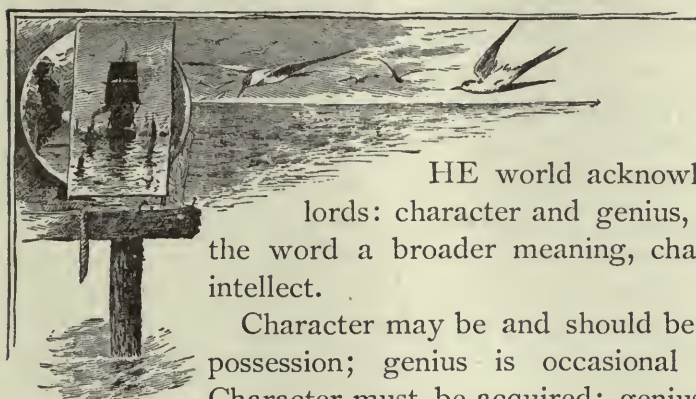 HE world acknowl
lords: character and genius,
the word a broader meaning, cha
intellect.
Character may be and should be
possession; genius is occasional
Character must be acquired; genius